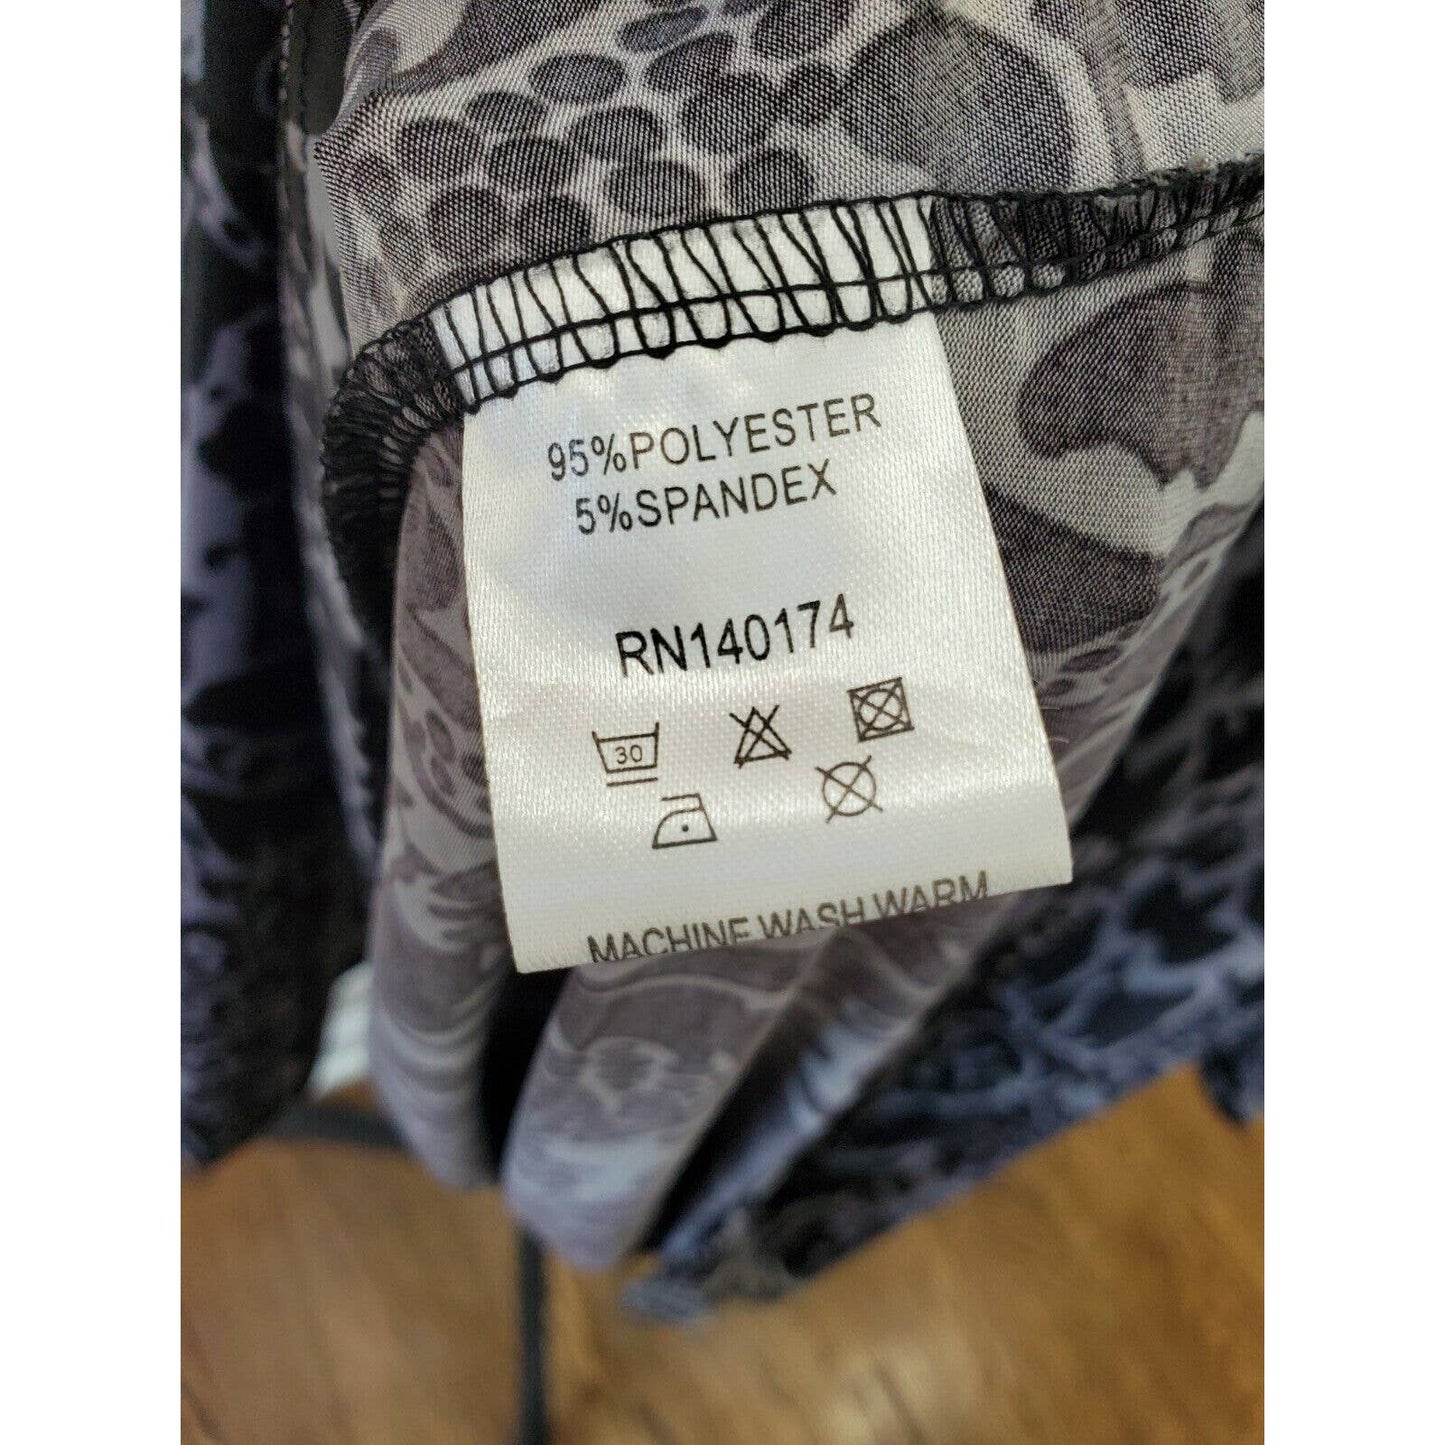 95%POLYESTER
5%SPANDEX
RN140174
30
MACHINE WASH WARM